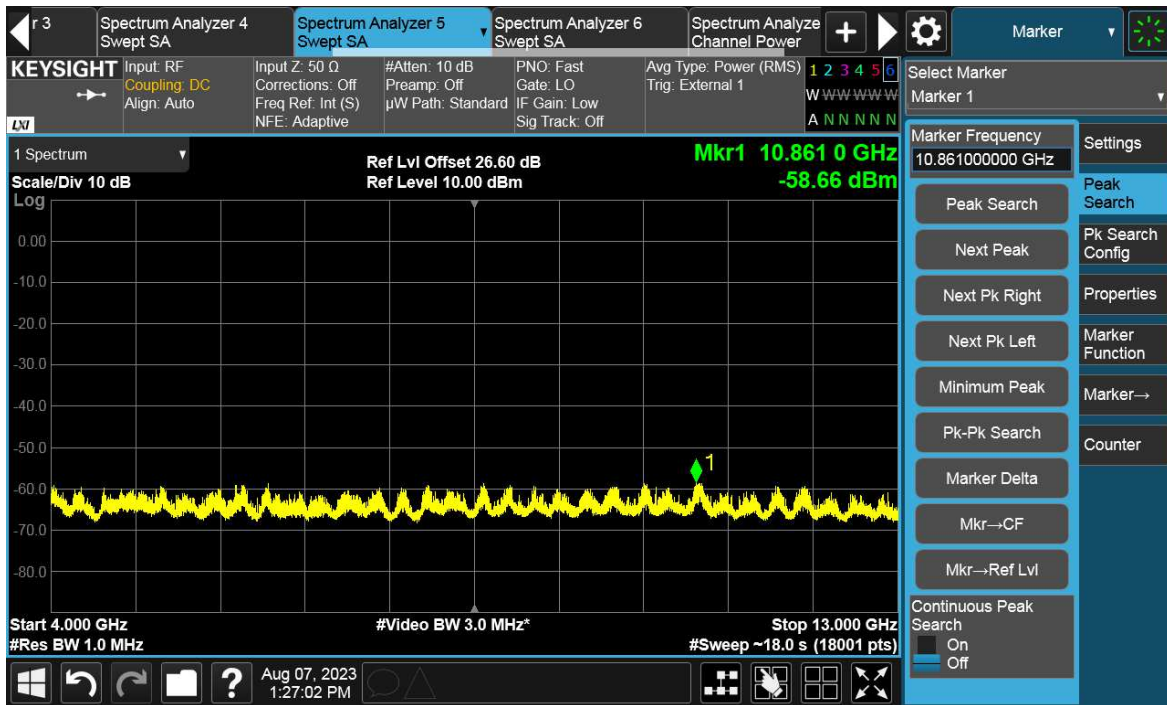 r 3
Spectrum Analyzer 4
Swept SA
Spectrum Analyzer 5
Swept SA
Spectrum Analyzer 6
Swept SA
Spectrum Analyze
Channel Power
+
Marker
KEYSIGHT
LXI
Input: RF
Coupling: DC
Align: Auto
Input Z: 50 Ω
Corrections: Off
Freq Ref: Int (S)
NFE: Adaptive
#Atten: 10 dB
Preamp: Off
µW Path: Standard
PNO: Fast
Gate: LO
IF Gain: Low
Sig Track: Off
Avg Type: Power (RMS)
Trig: External 1
1 2 3 4 5 6
W W W W W W
A N N N N N
Select Marker
Marker 1
1 Spectrum
Scale/Div 10 dB
Log
Ref Lvl Offset 26.60 dB
Ref Level 10.00 dBm
Mkr1 10.861 0 GHz
-58.66 dBm
0.00
-10.0
-20.0
-30.0
-40.0
-50.0
-60.0
-70.0
-80.0
1
Start 4.000 GHz
#Res BW 1.0 MHz
#Video BW 3.0 MHz*
Stop 13.000 GHz
#Sweep ~18.0 s (18001 pts)
Marker Frequency
10.861000000 GHz
Peak Search
Next Peak
Next Pk Right
Next Pk Left
Minimum Peak
Pk-Pk Search
Marker Delta
Mkr→CF
Mkr→Ref Lvl
Continuous Peak
Search
On
Off
Settings
Peak
Search
Pk Search
Config
Properties
Marker
Function
Marker→
Counter
?
Aug 07, 2023
1:27:02 PM